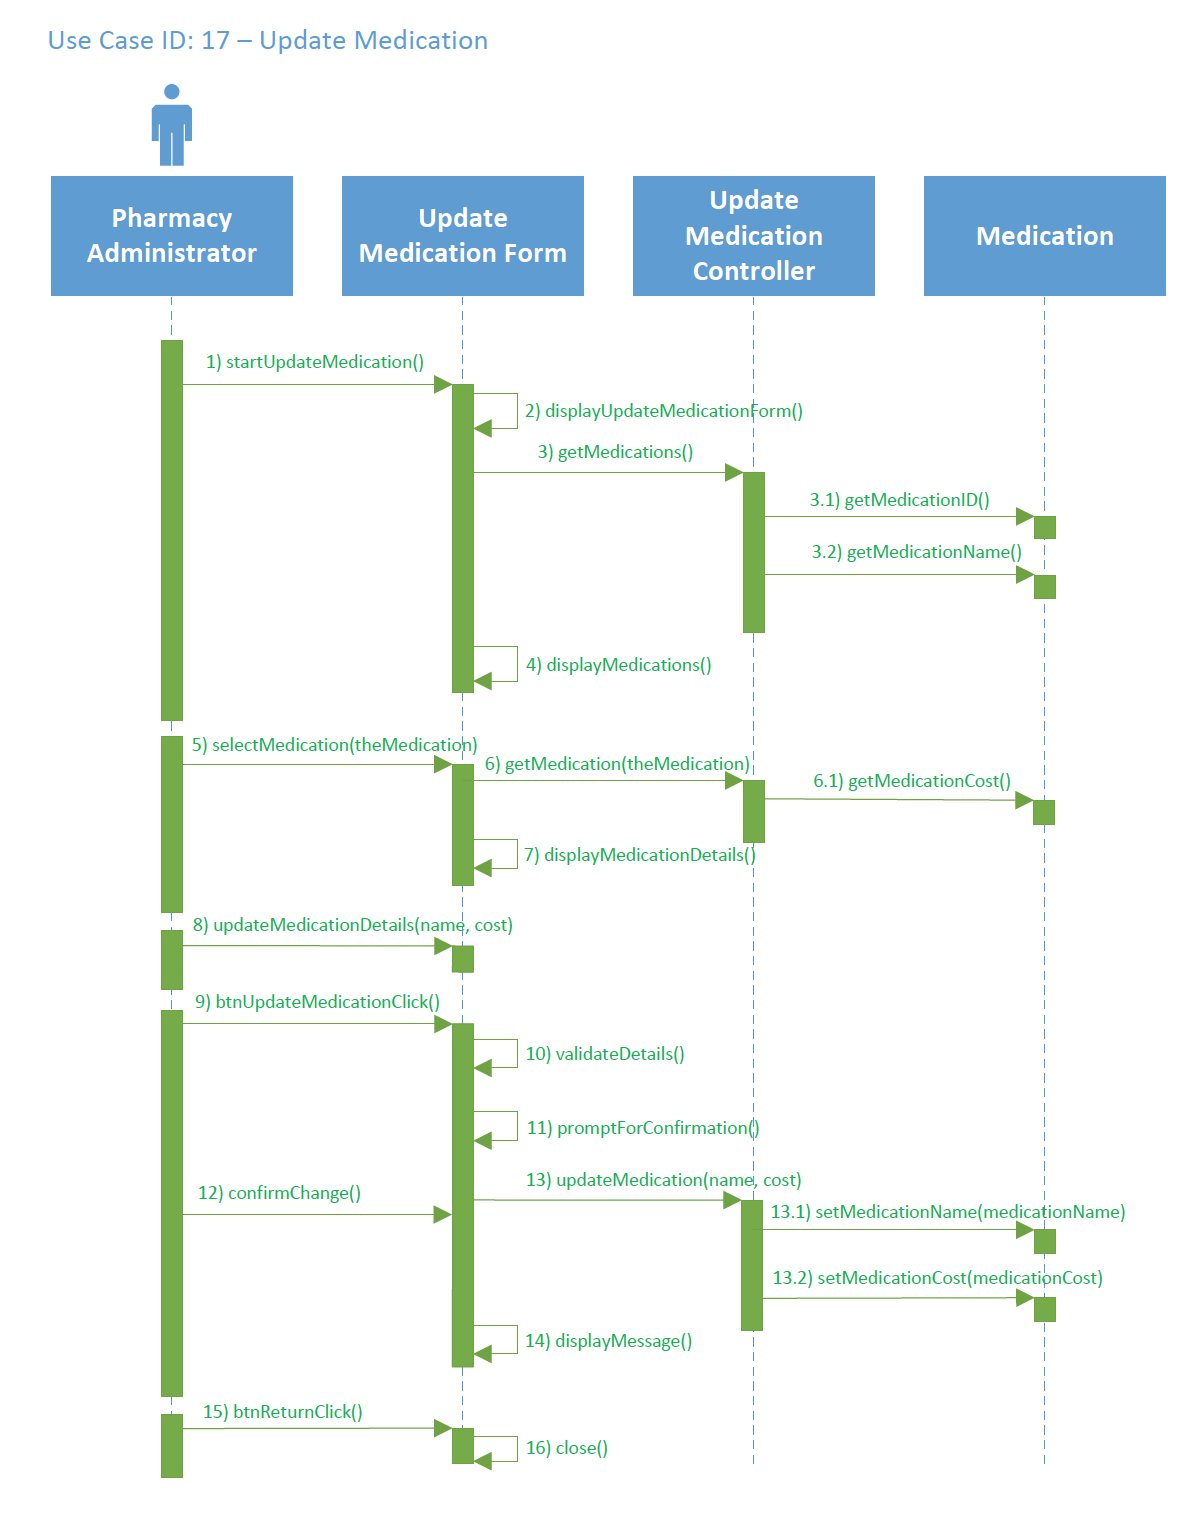 Use Case ID: 17 – Update Medication
Pharmacy
Administrator
Update
Medication Form
Update
Medication
Controller
Medication
1) startUpdateMedication()
2) displayUpdateMedicationForm()
3) getMedications()
3.1) getMedicationID()
3.2) getMedicationName()
4) displayMedications()
5) selectMedication(theMedication)
6) getMedication(theMedication)
6.1) getMedicationCost()
7) displayMedicationDetails()
8) updateMedicationDetails(name, cost)
9) btnUpdateMedicationClick()
10) validateDetails()
11) promptForConfirmation()
12) confirmChange()
13) updateMedication(name, cost)
13.1) setMedicationName(medicationName)
13.2) setMedicationCost(medicationCost)
14) displayMessage()
15) btnReturnClick()
16) close()